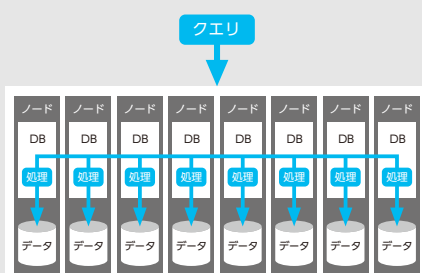 クエリ
ノード ノード ノード ノード ノード ノード ノード ノード
DB DB DB DB DB DB DB DB
処理 処理 処理 処理 処理 処理 処理 処理
データ データ データ データ データ データ データ データ